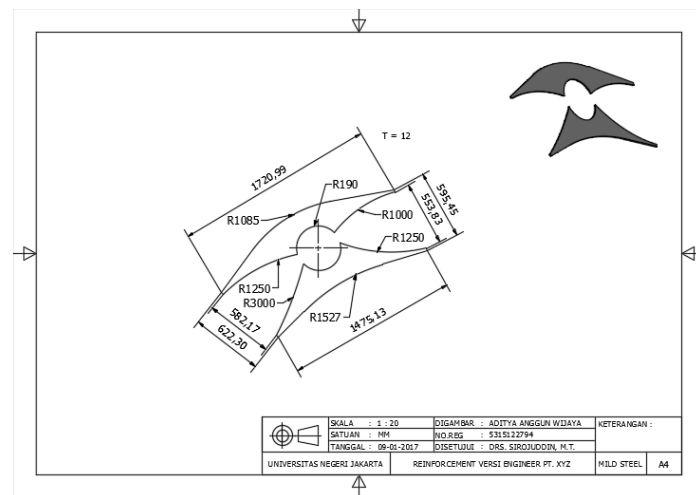 T = 12
1720,99
R190
595,45
553,83
R1085
R1000
R1250
R1250
R3000
582,17
622,30
R1527
1475,13
SKALA : 1 : 20
DIGAMBAR : ADITYA ANGGUN WIJAYA
KETERANGAN :
SATUAN : MM
NO.REG : 5315122794
TANGGAL : 09-01-2017
DISETUJUI : DRS. SIROJUDDIN, M.T.
UNIVERSITAS NEGERI JAKARTA
REINFORCEMENT VERSI ENGINEER PT. XYZ
MILD STEEL
A4